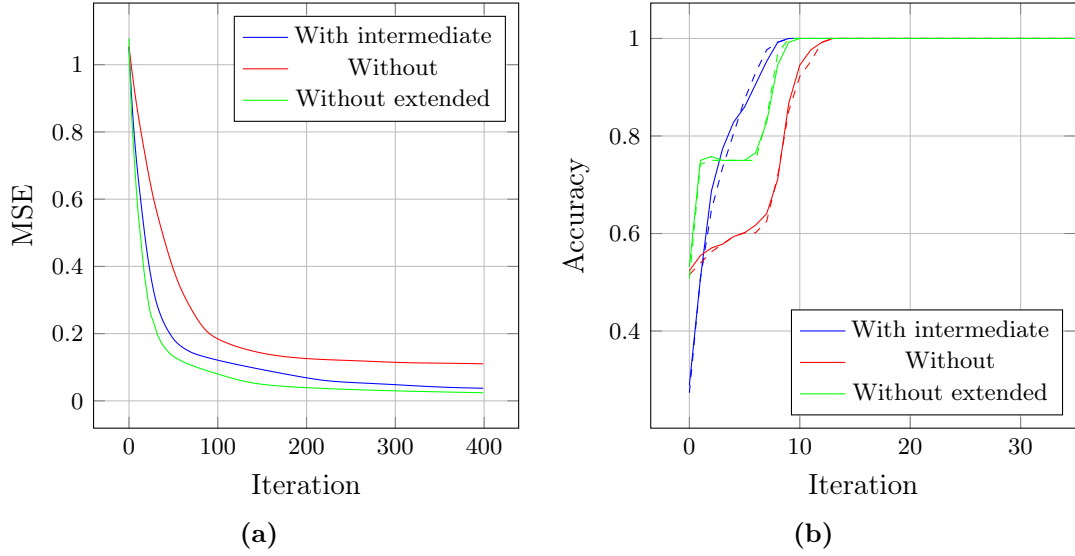 With intermediate
Without
Without extended
MSE
1
0.8
0.6
0.4
0.2
0
0 100 200 300 400
Iteration
(a)
Accuracy
1
0.8
0.6
0.4
With intermediate
Without
Without extended
0 10 20 30
Iteration
(b)